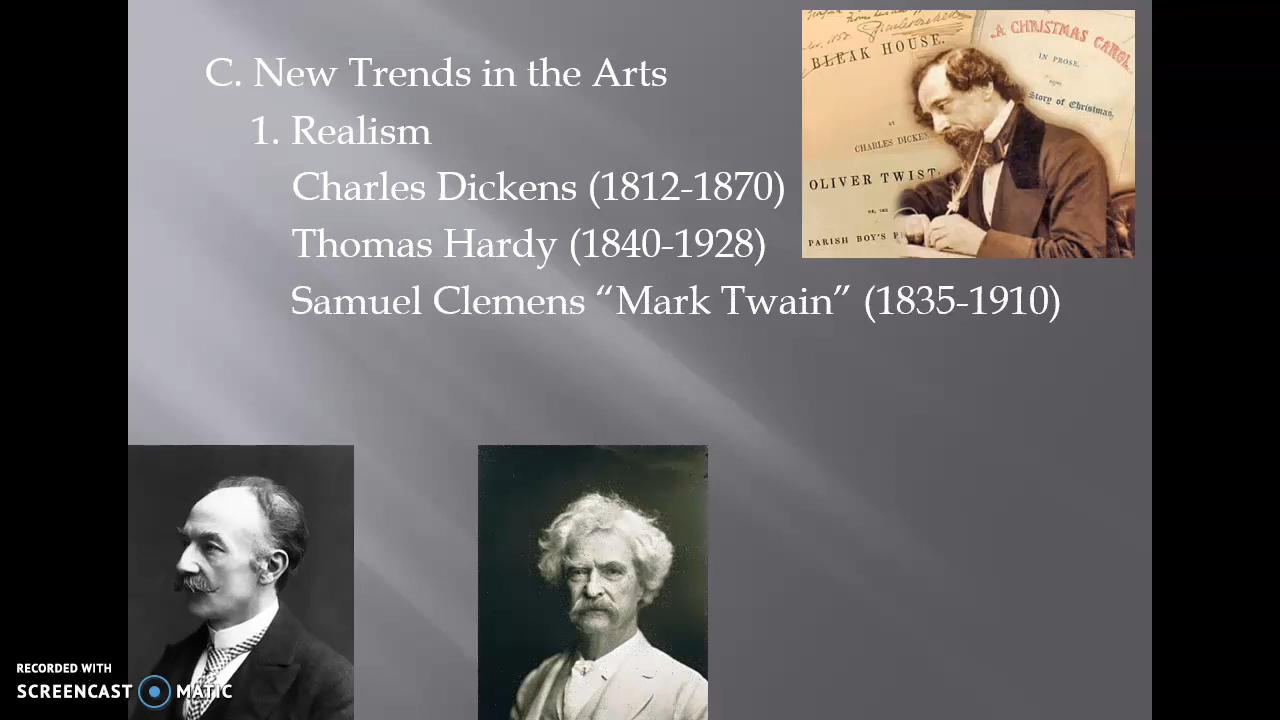 C. New Trends in the Arts
1. Realism
Charles Dickens (1812-1870)
Thomas Hardy (1840-1928)
Samuel Clemens “Mark Twain” (1835-1910)
BLEAK HOUSE.
A CHRISTMAS CAROL
IN PROSE,
Story of Christmas.
CHARLES DICKENS
OLIVER TWIST.
OR, THE
PARISH BOY'S
RECORDED WITH
SCREENCAST MATIC